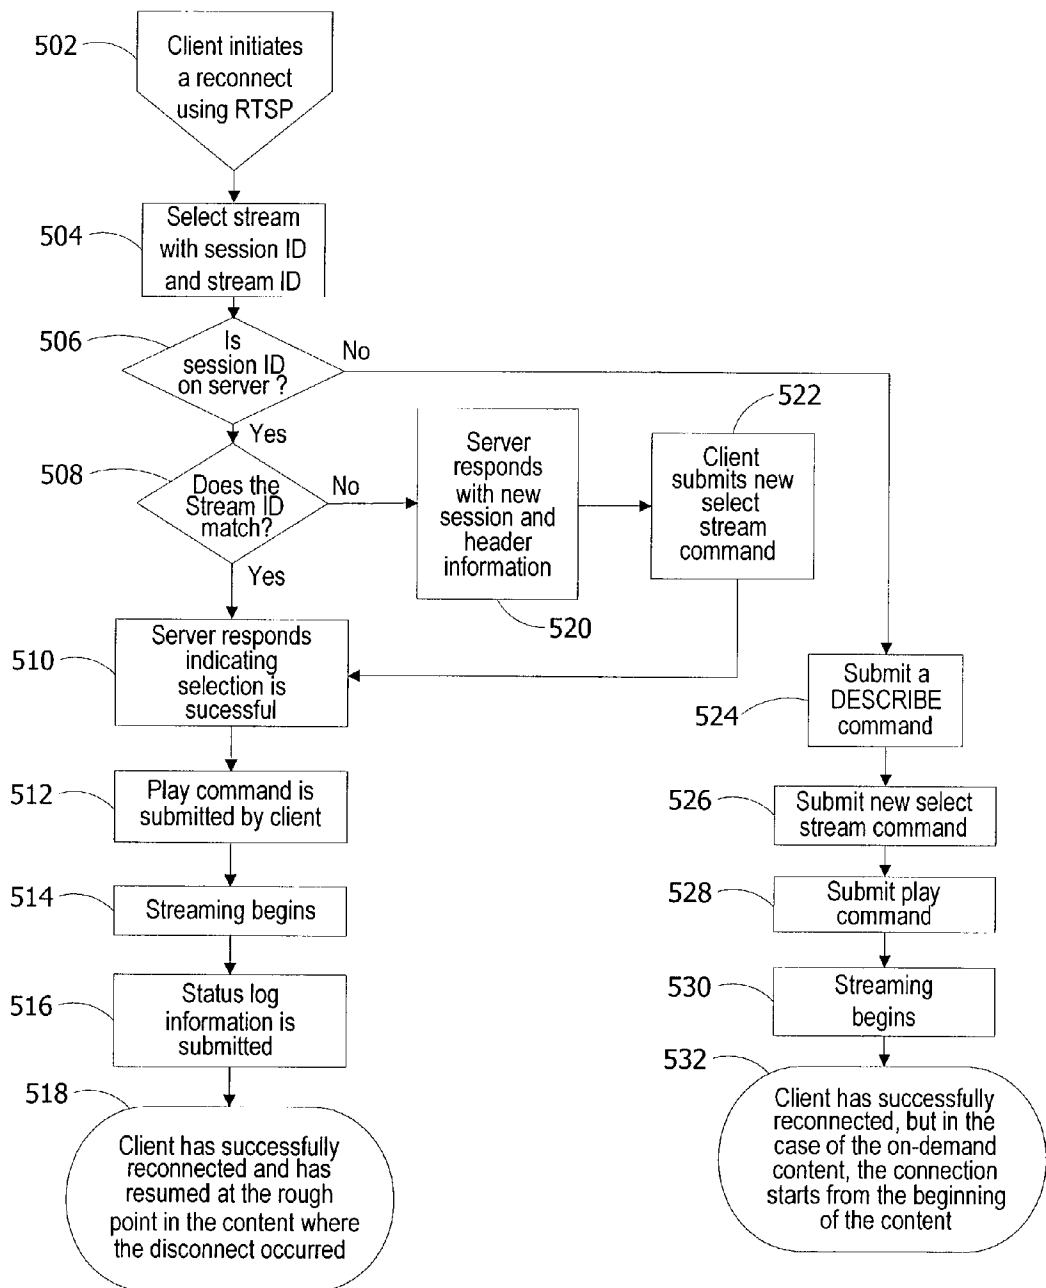 502
Client initiates
a reconnect
using RTSP
504
Select stream
with session ID
and stream ID
506
Is
session ID
on server ?
No
Yes
508
Does the
Stream ID
match?
No
Yes
Server
responds
with new
session and
header
information
520
522
Client
submits new
select
stream
command
510
Server responds
indicating
selection is
sucessful
512
Play command is
submitted by client
514
Streaming begins
516
Status log
information is
submitted
518
Client has successfully
reconnected and has
resumed at the rough
point in the content where
the disconnect occurred
524
Submit a
DESCRIBE
command
526
Submit new select
stream command
528
Submit play
command
530
Streaming
begins
532
Client has successfully
reconnected, but in the
case of the on-demand
content, the connection
starts from the beginning
of the content